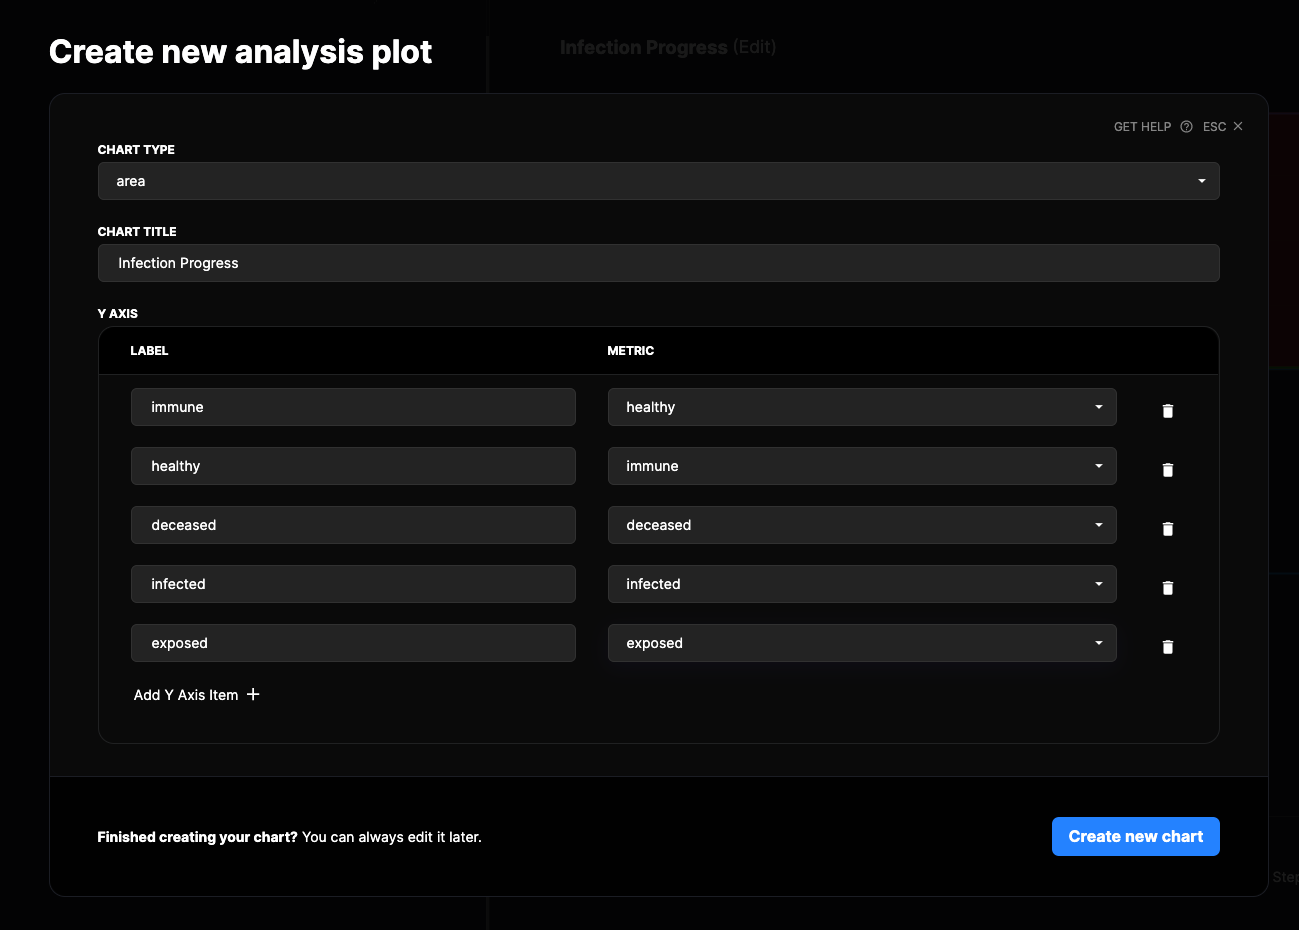 Create new analysis plot
Infection Progress (Edit)
GET HELP ESC
CHART TYPE
area
CHART TITLE
Infection Progress
Y AXIS
LABEL METRIC
immune healthy
healthy immune
deceased deceased
infected infected
exposed exposed
Add Y Axis Item
Finished creating your chart? You can always edit it later.
Create new chart